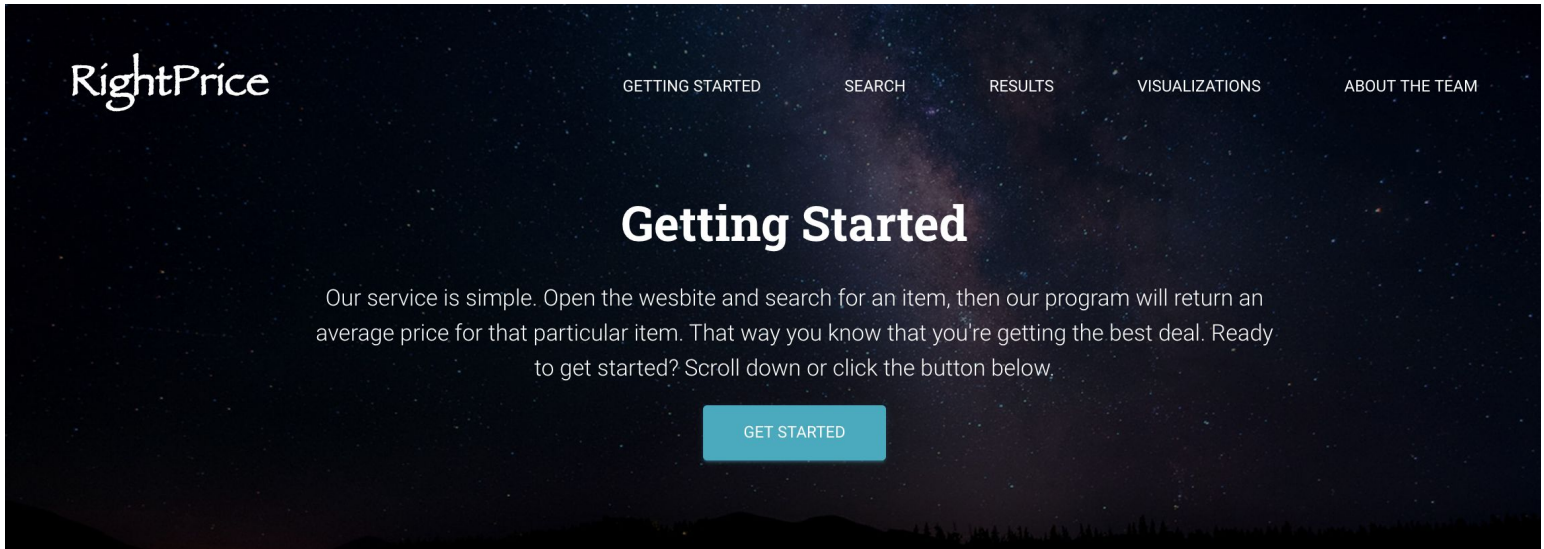 RightPrice
GETTING STARTED SEARCH RESULTS VISUALIZATIONS ABOUT THE TEAM
Getting Started
Our service is simple. Open the wesbite and search for an item, then our program will return an
average price for that particular item. That way you know that you're getting the best deal. Ready
to get started? Scroll down or click the button below.
GET STARTED